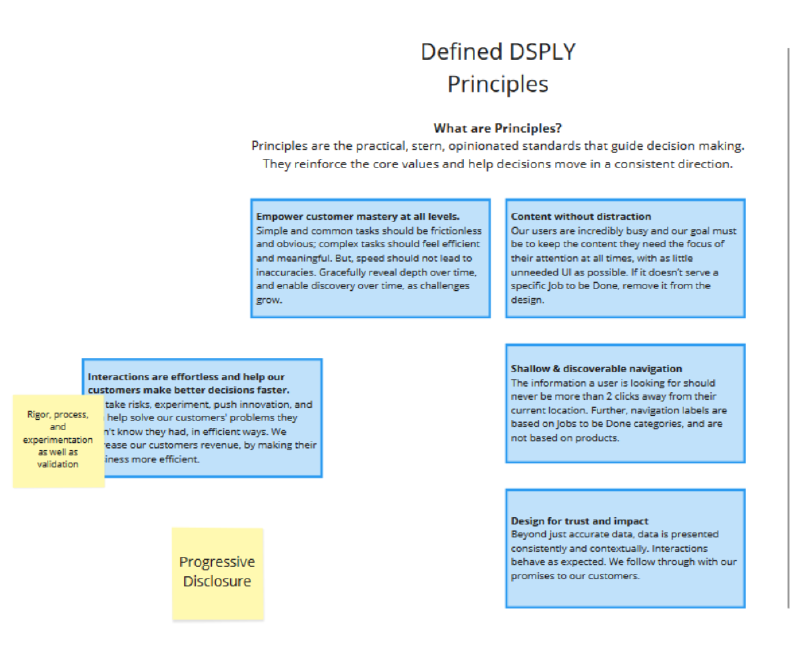 Defined DSPLY
Principles
What are Principles?
Principles are the practical, stern, opinionated standards that guide decision making.
They reinforce the core values and help decisions move in a consistent direction.
Empower customer mastery at all levels.
Simple and common tasks should be frictionless
and obvious; complex tasks should feel efficient
and meaningful. But, speed should not lead to
inaccuracies. Gracefully reveal depth over time,
and enable discovery over time, as challenges
grow.
Content without distraction
Our users are incredibly busy and our goal must
be to keep the content they need the focus of
their attention at all times, with as little
unneeded UI as possible. If it doesn't serve a
specific Job to be Done, remove it from the
design.
Interactions are effortless and help our
customers make better decisions faster.
take risks, experiment, push innovation, and
help solve our customers' problems they
know they had, in efficient ways. We
our customers revenue, by making their
more efficient.
Rigor, process,
and
experimentation
as well as
validation
Shallow & discoverable navigation
The information a user is looking for should
never be more than 2 clicks away from their
current location. Further, navigation labels are
based on Jobs to be Done categories, and are
not based on products.
Progressive
Disclosure
Design for trust and impact
Beyond just accurate data, data is presented
consistently and contextually. Interactions
behave as expected. We follow through with our
promises to our customers.